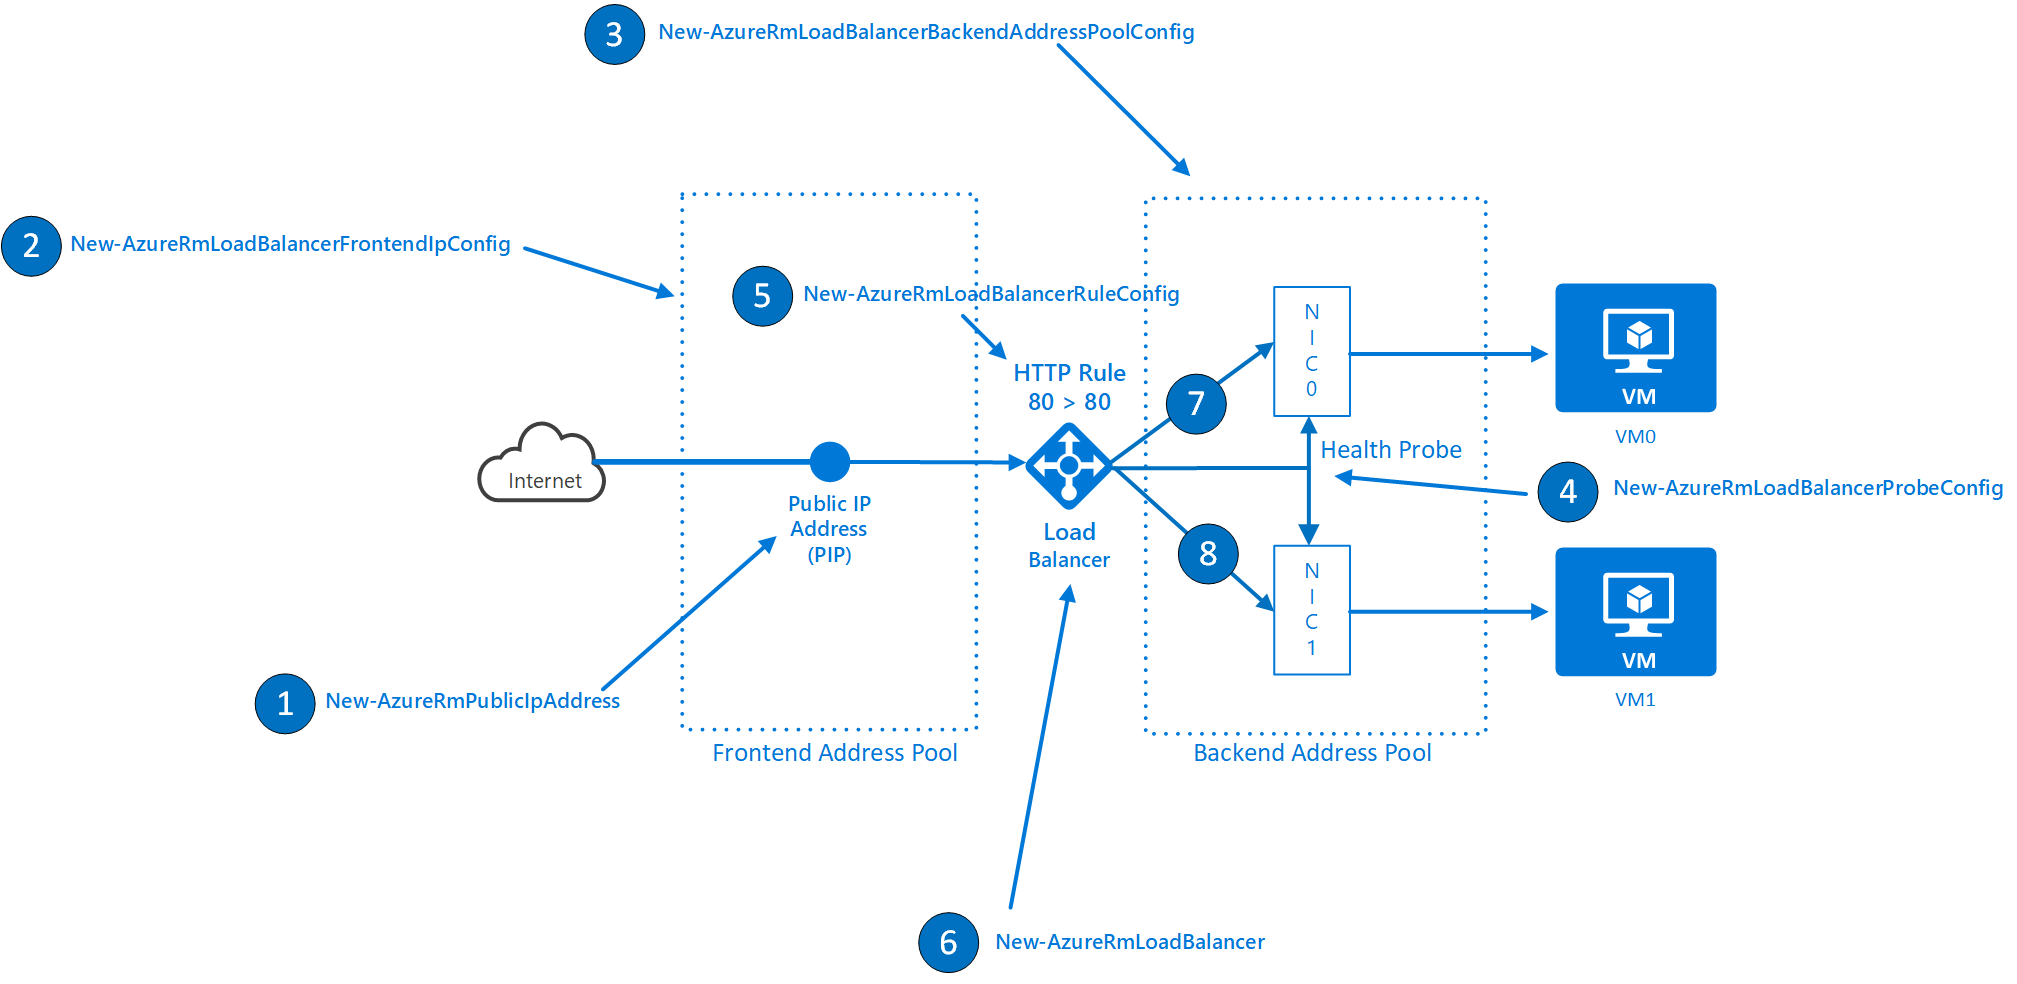 3
New-AzureRmLoadBalancerBackendAddressPoolConfig
2
New-AzureRmLoadBalancerFrontendIpConfig
5
New-AzureRmLoadBalancerRuleConfig
HTTP Rule
80 > 80
Internet
Public IP
Address
(PIP)
Load
Balancer
7
8
N
I
C
0
Health Probe
N
I
C
1
VM
VM0
4
New-AzureRmLoadBalancerProbeConfig
VM
VM1
1
New-AzureRmPublicIpAddress
Frontend Address Pool
Backend Address Pool
6
New-AzureRmLoadBalancer